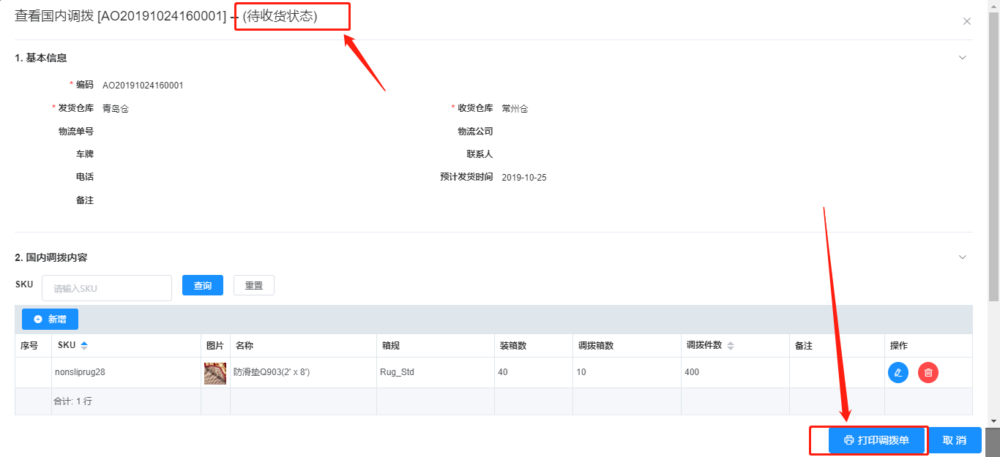 查看国内调拨 [AO20191024160001] -- (待收货状态)
1. 基本信息
* 编码 AO20191024160001
* 发货仓库 青岛仓 * 收货仓库 常州仓
物流单号 物流公司
车牌 联系人
电话 预计发货时间 2019-10-25
备注
2. 国内调拨内容
SKU 请输入SKU 查询 重置
新增
序号 SKU 图片 名称 箱规 装箱数 调拨箱数 调拨件数 备注 操作
nonsliprug28 防滑垫Q903(2' x 8') Rug_Std 40 10 400
合计: 1 行
打印调拨单 取 消